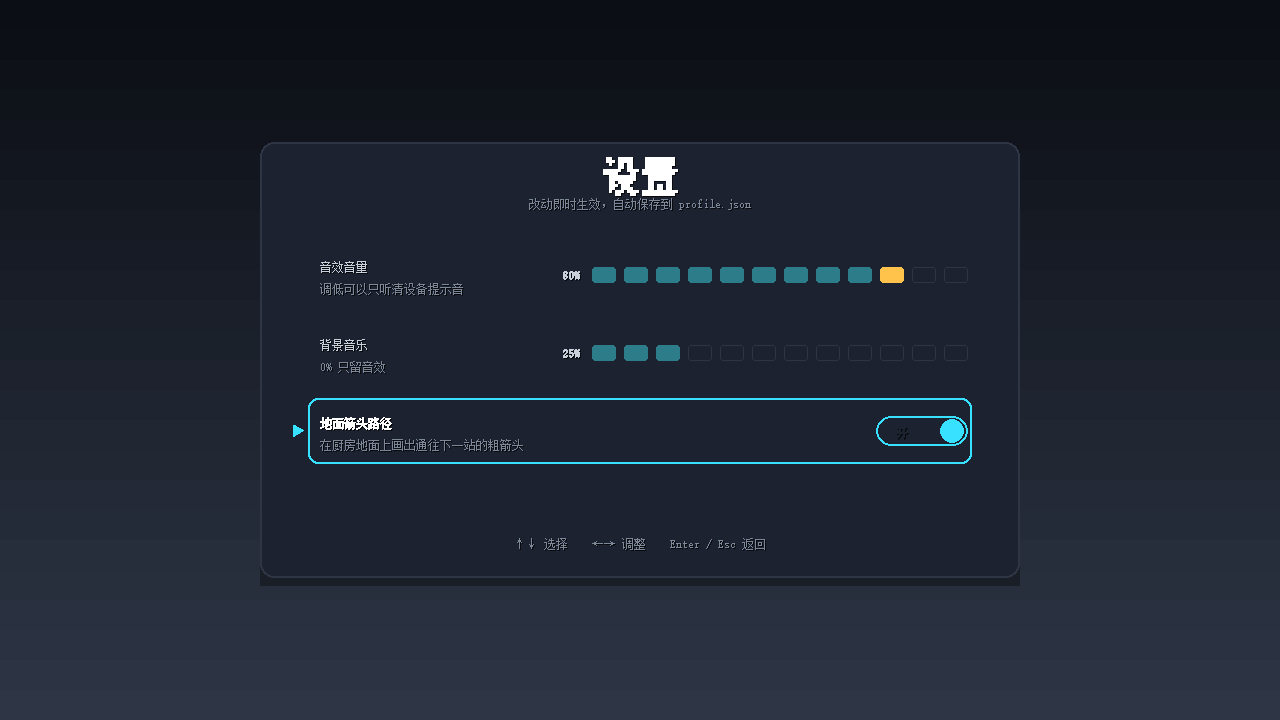 设置
改动即时生效，自动保存到 profile.json
音效音量
80%
调低可以只听清设备提示音
背景音乐
25%
0% 只留音效
地面箭头路径
开
在厨房地面上画出通往下一站的粗箭头
↑↓ 选择 ←→ 调整 Enter / Esc 返回